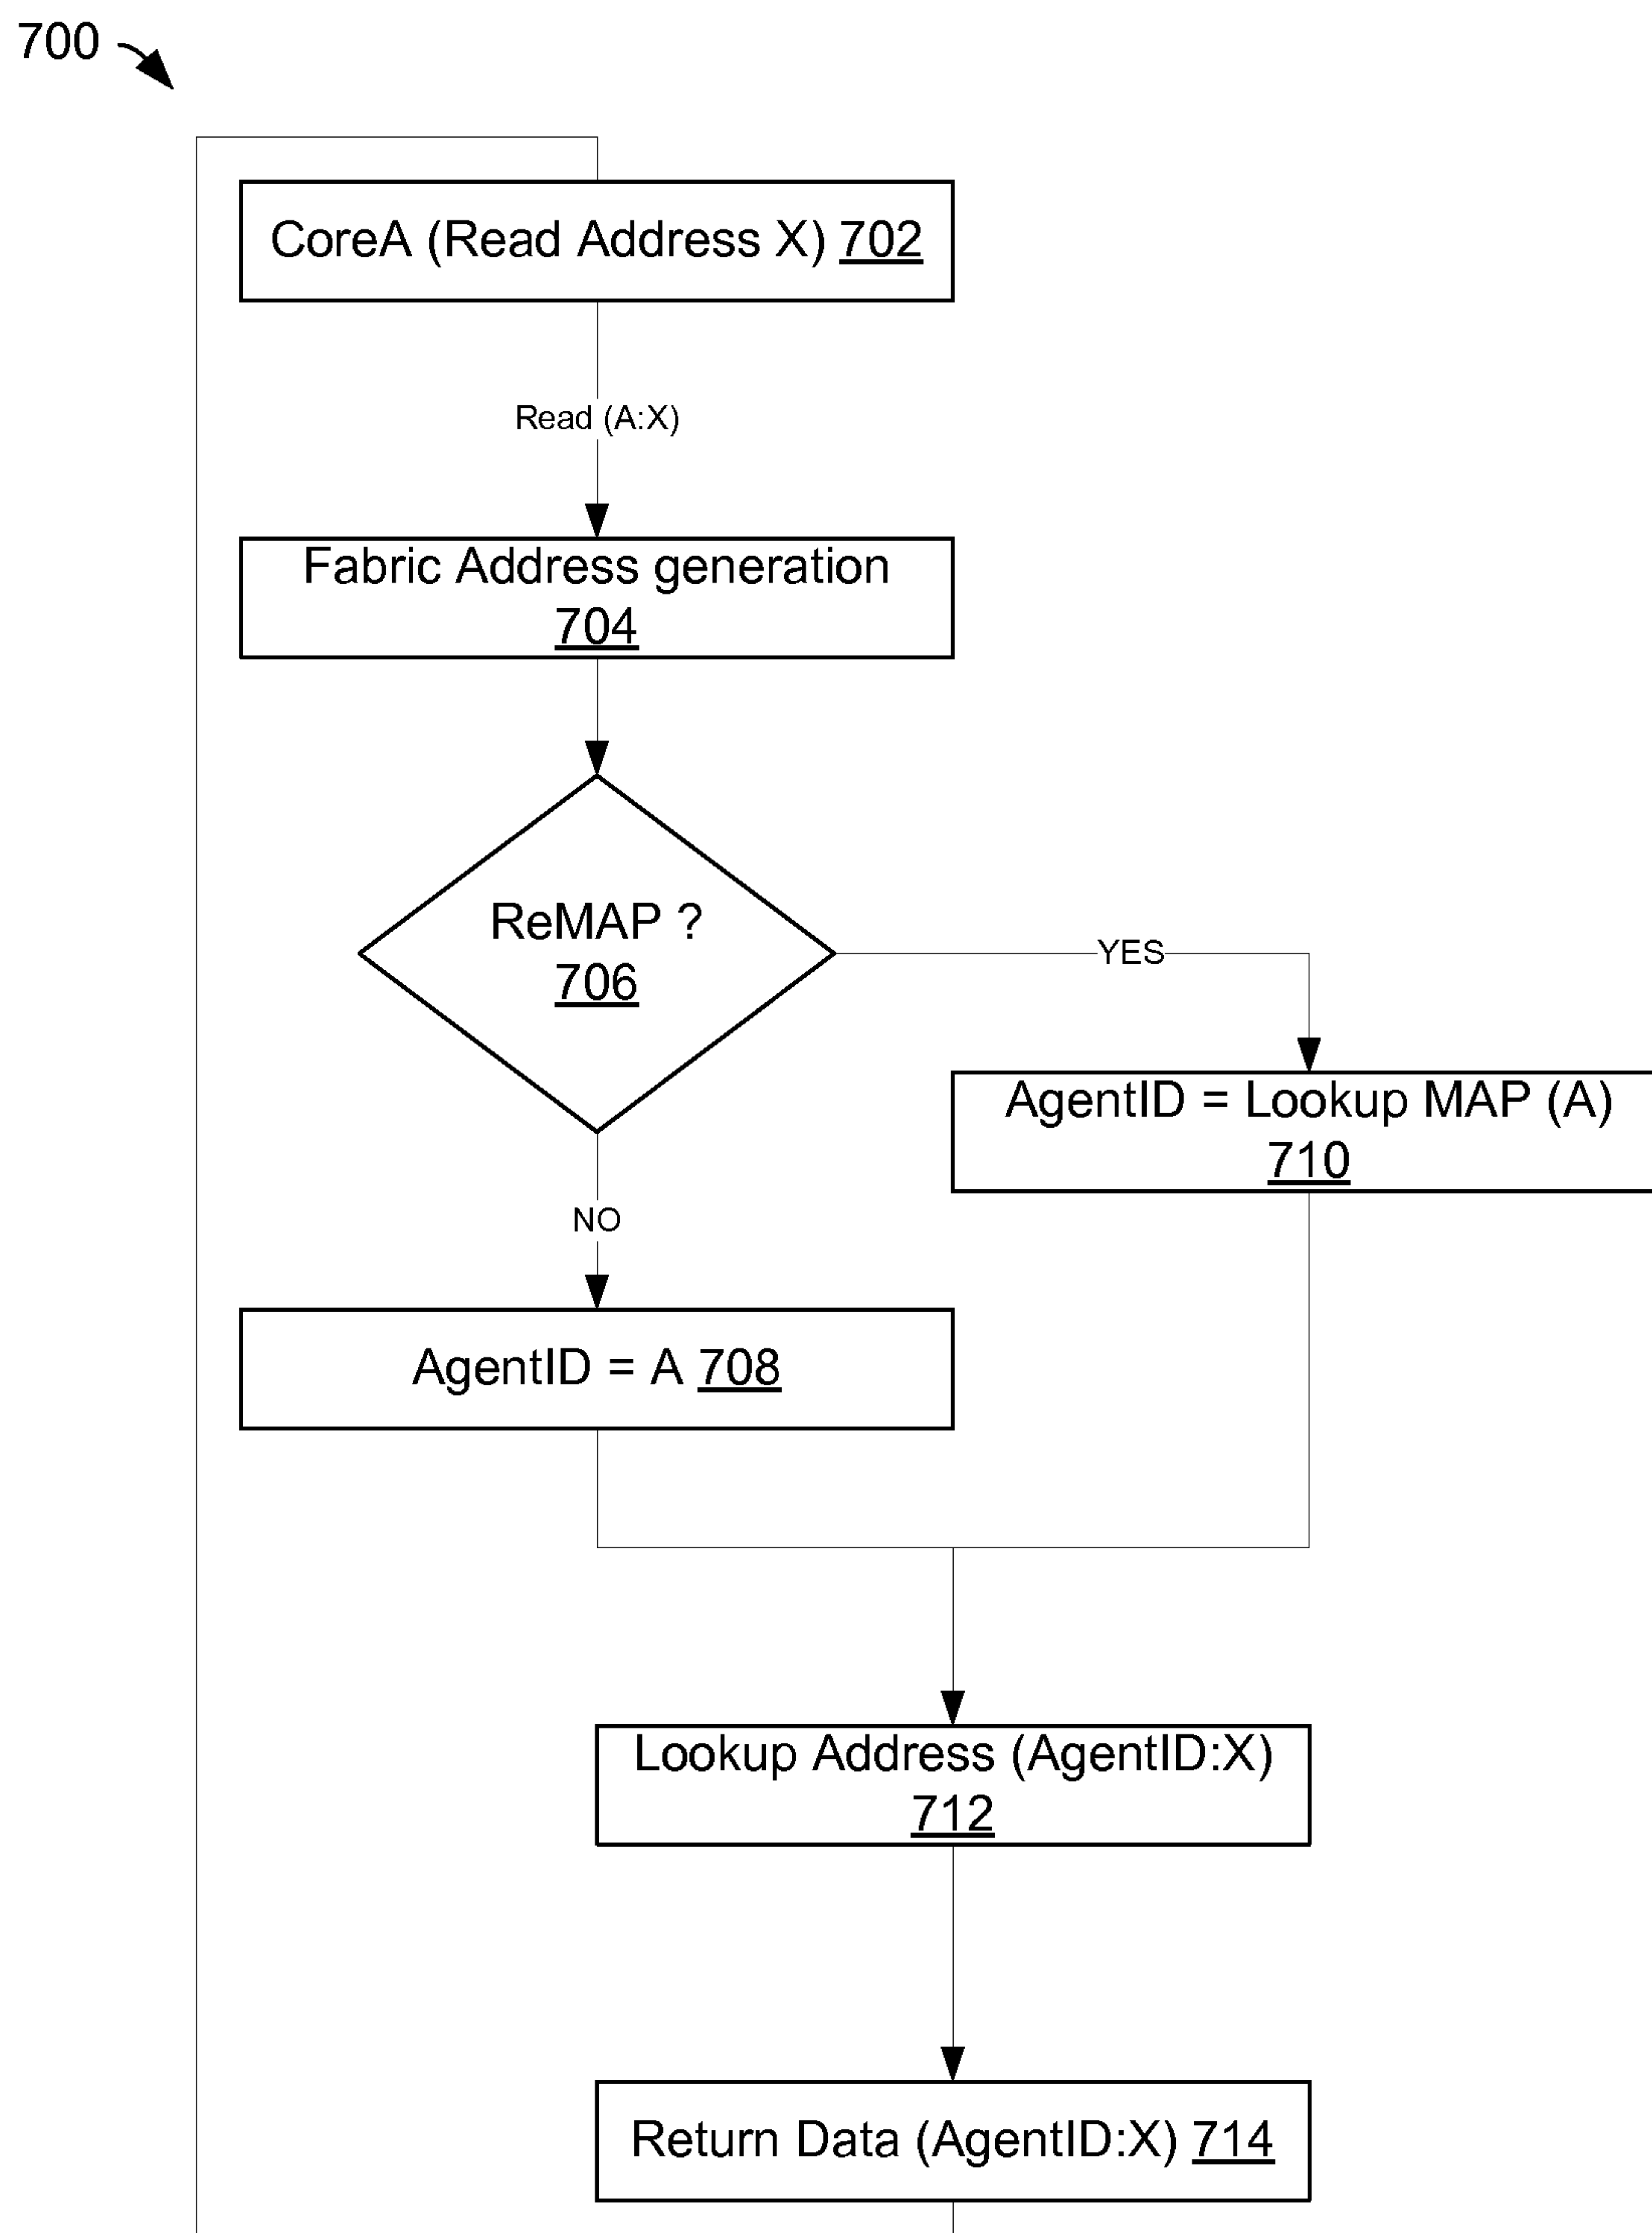 700
CoreA (Read Address X) 702
Read (A:X)
Fabric Address generation
704
ReMAP ?
706
YES
AgentID = Lookup MAP (A)
710
NO
AgentID = A 708
Lookup Address (AgentID:X)
712
Return Data (AgentID:X) 714